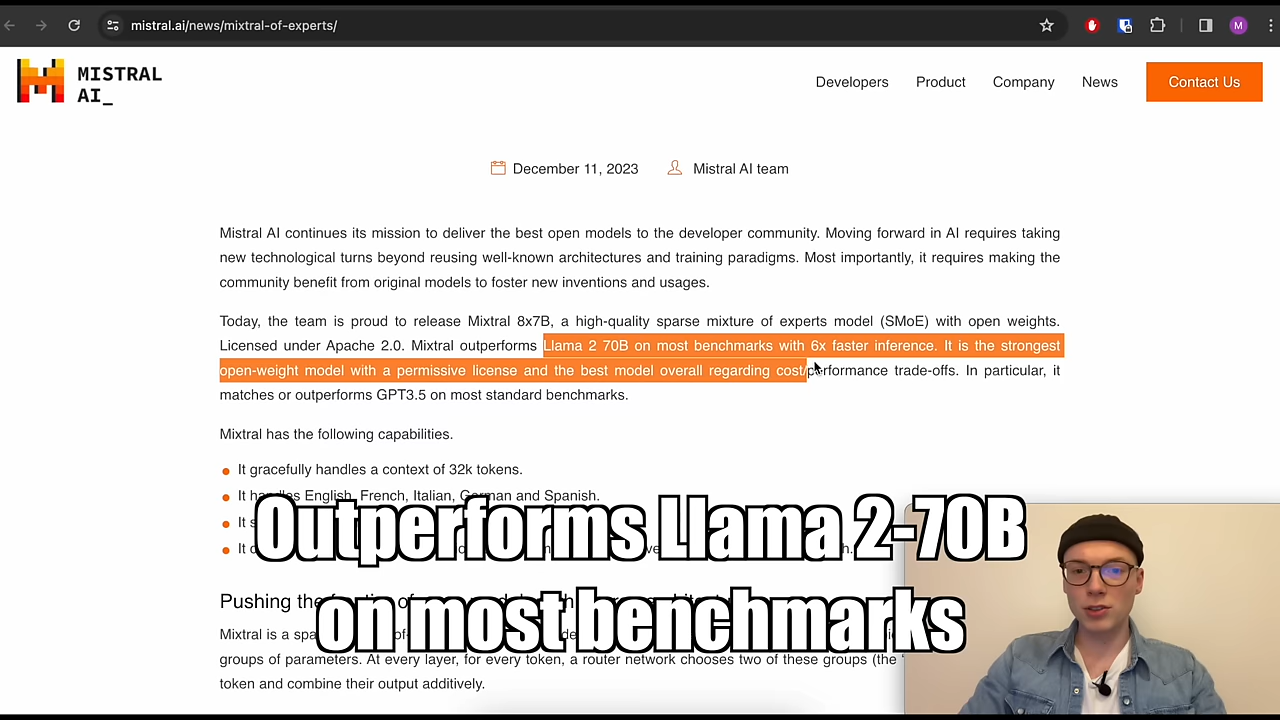 mistral.ai/news/mixtral-of-experts/
M
MISTRAL
AI_
Developers Product Company News Contact Us
December 11, 2023 Mistral AI team
Mistral AI continues its mission to deliver the best open models to the developer community. Moving forward in AI requires taking
new technological turns beyond reusing well-known architectures and training paradigms. Most importantly, it requires making the
community benefit from original models to foster new inventions and usages.
Today, the team is proud to release Mixtral 8x7B, a high-quality sparse mixture of experts model (SMoE) with open weights.
Licensed under Apache 2.0. Mixtral outperforms Llama 2 70B on most benchmarks with 6x faster inference. It is the strongest
open-weight model with a permissive license and the best model overall regarding cost/performance trade-offs. In particular, it
matches or outperforms GPT3.5 on most standard benchmarks.
Mixtral has the following capabilities.
It gracefully handles a context of 32k tokens.
It handles English, French, Italian, German and Spanish.
It
It
Outperforms Llama 2-70B
on most benchmarks
Pushing the
Mixtral is a
groups of parameters. At every layer, for every token, a router network chooses two of these groups (the
token and combine their output additively.